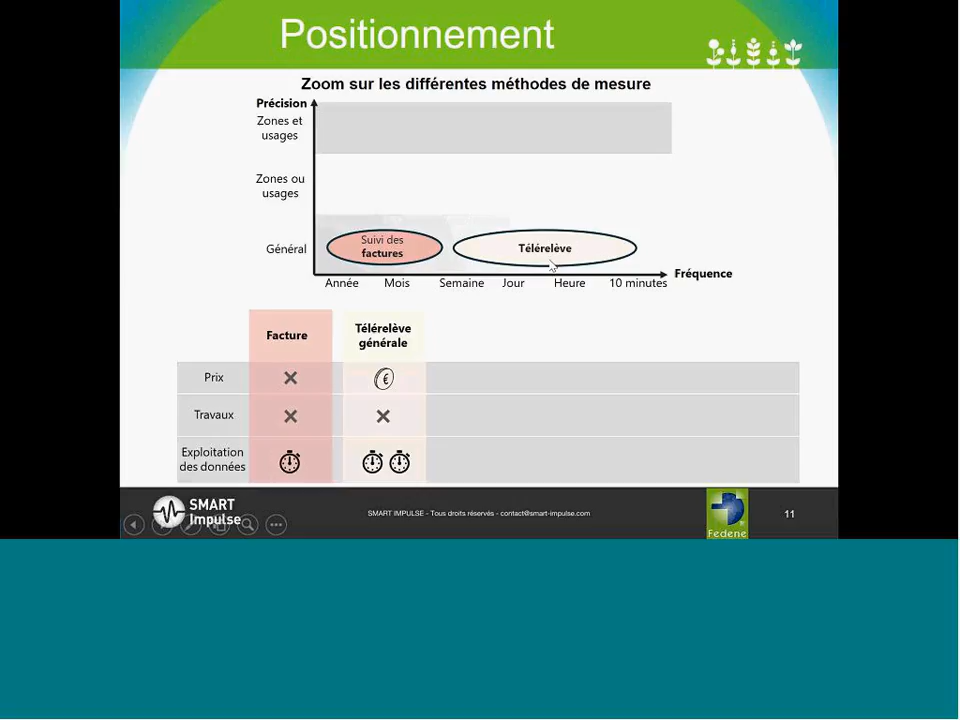 Positionnement
Zoom sur les différentes méthodes de mesure
Précision
Zones et
usages
Zones ou
usages
Général
Suivi des
factures
Télérelève
Fréquence
Année Mois Semaine Jour Heure 10 minutes
Facture
Télérelève
générale
Prix
€
Travaux
Exploitation
des données
SMART
Impulse
SMART IMPULSE - Tous droits réservés - contact@smart-impulse.com
Fedene
11